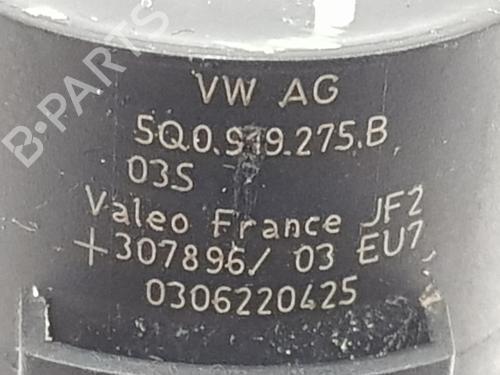 VW AG
5Q0.919.275.B
03S
Valeo France JF2
+307896/ 03 EU7
0306220425
B-PARTS